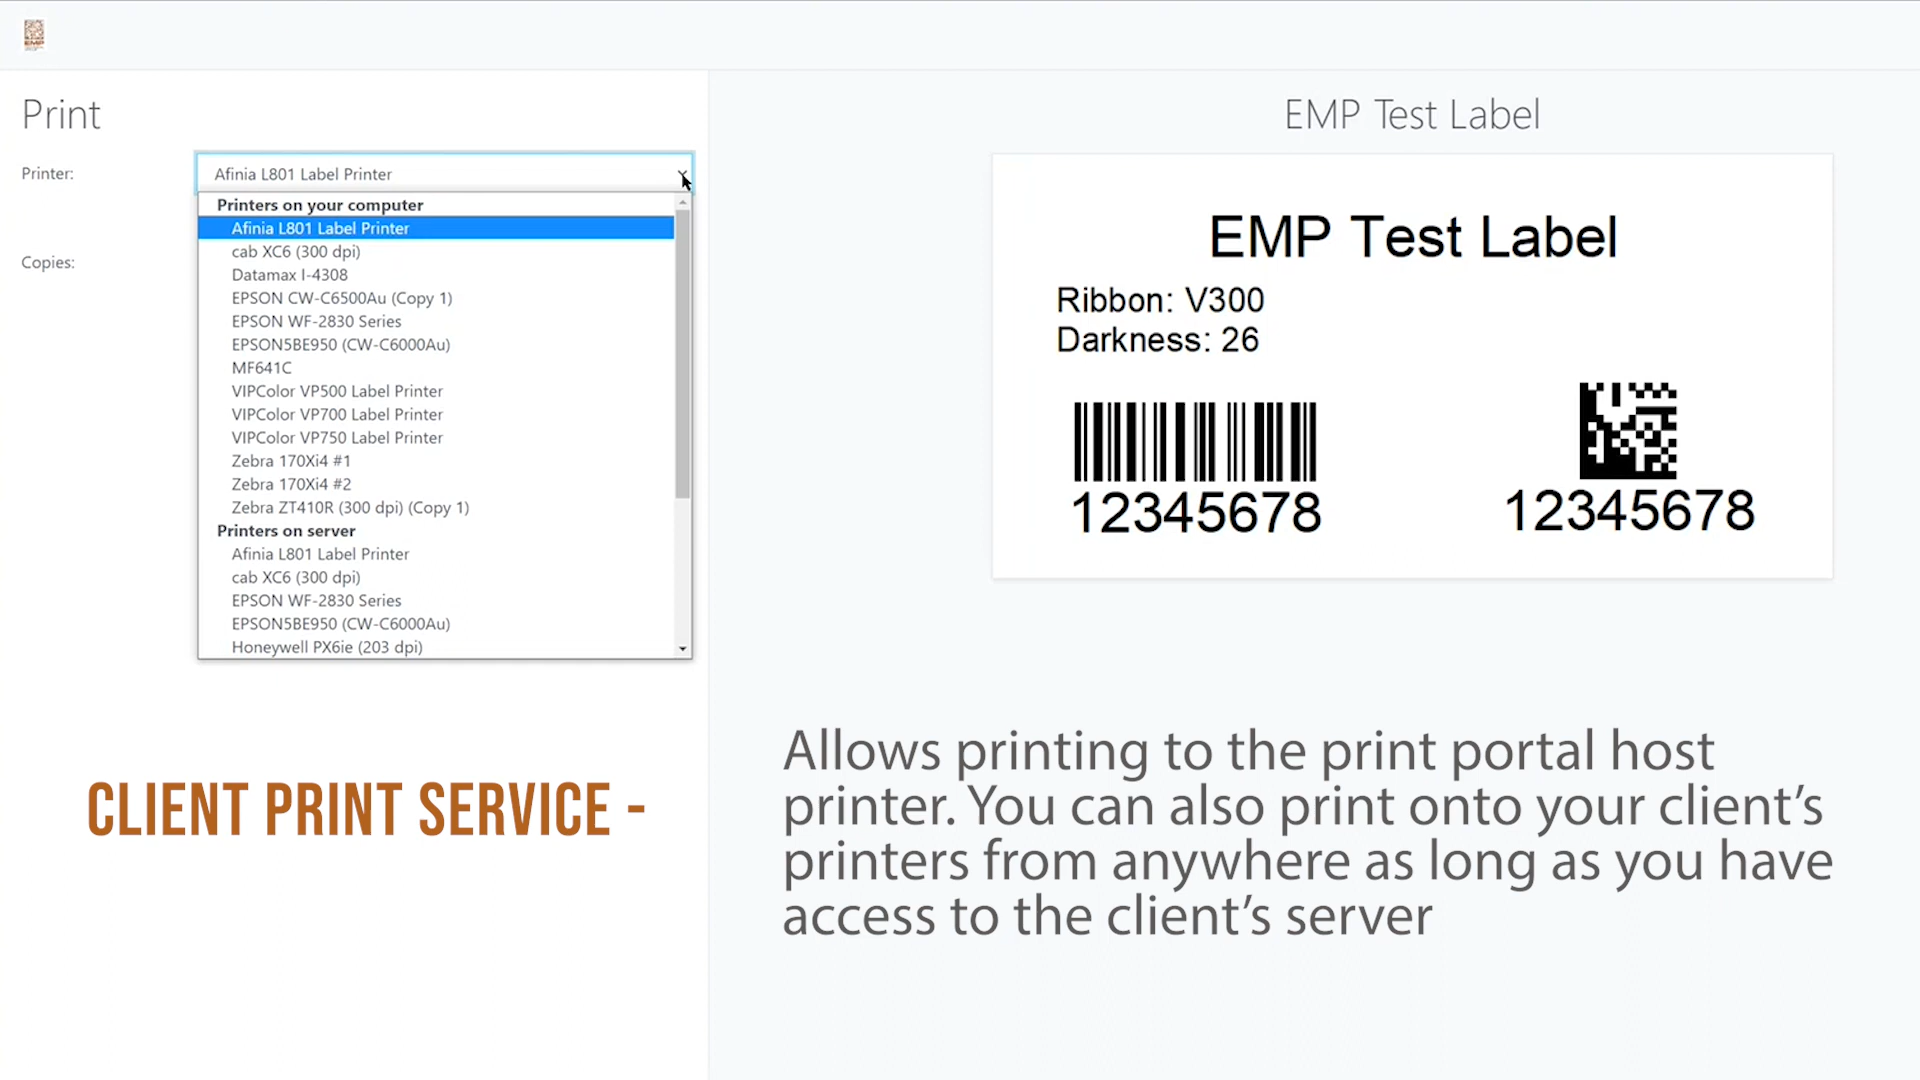 EMP
Print
Printer:
Afinia L801 Label Printer
Printers on your computer
Afinia L801 Label Printer
cab XC6 (300 dpi)
Datamax I-4308
EPSON CW-C6500Au (Copy 1)
EPSON WF-2830 Series
EPSON5BE950 (CW-C6000Au)
MF641C
VIPColor VP500 Label Printer
VIPColor VP700 Label Printer
VIPColor VP750 Label Printer
Zebra 170Xi4 #1
Zebra 170Xi4 #2
Zebra ZT410R (300 dpi) (Copy 1)
Printers on server
Afinia L801 Label Printer
cab XC6 (300 dpi)
EPSON WF-2830 Series
EPSON5BE950 (CW-C6000Au)
Honeywell PX6ie (203 dpi)
Copies:
EMP Test Label
EMP Test Label
Ribbon: V300
Darkness: 26
12345678
12345678
CLIENT PRINT SERVICE -
Allows printing to the print portal host
printer. You can also print onto your client’s
printers from anywhere as long as you have
access to the client’s server